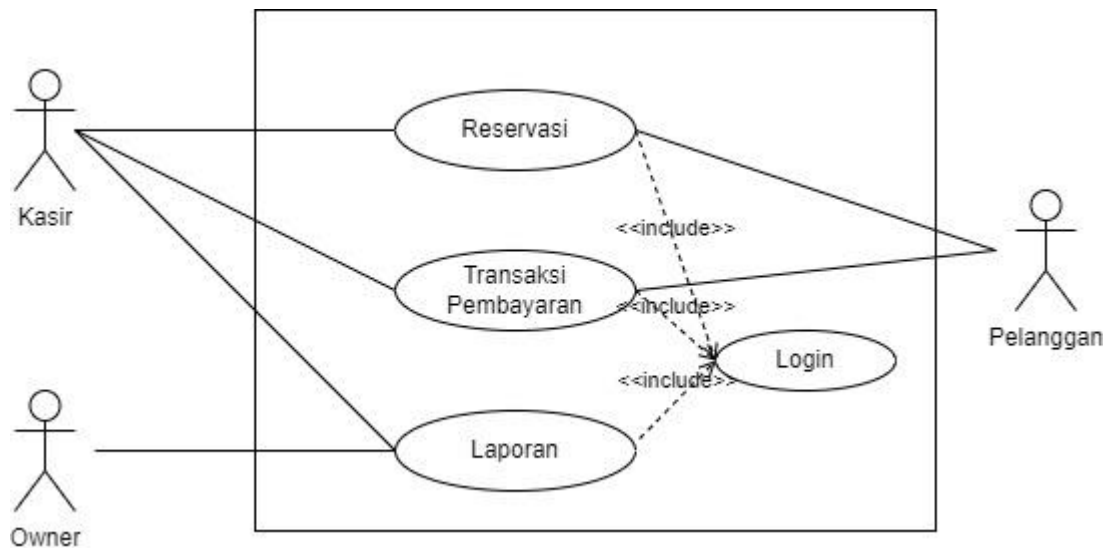 Reservasi
Kasir
<<include>>
Transaksi
Pembayaran
<<include>>
Login
Pelanggan
<<include>>
Laporan
Owner